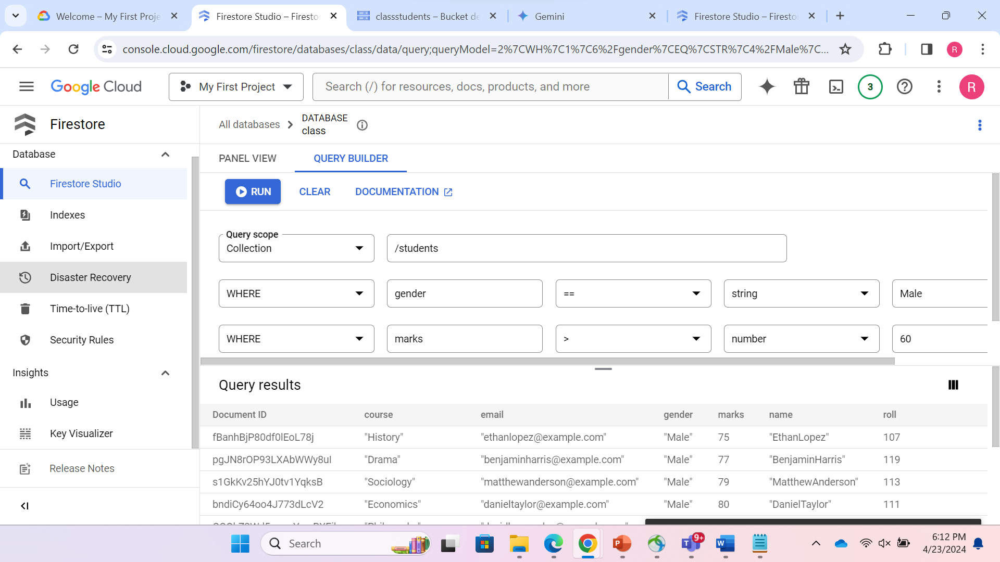 Welcome – My First Proje
Firestore Studio – Firestor
classstudents – Bucket de
Gemini
Firestore Studio – Firestor
console.cloud.google.com/firestore/databases/class/data/query;queryModel=2%7CWH%7C1%7C6%2Fgender%7CEQ%7CSTR%7C4%2FMale%7C...
R
Google Cloud
My First Project
Search (/) for resources, docs, products, and more
Search
3
R
Firestore
All databases
DATABASE
class
Database
PANEL VIEW
QUERY BUILDER
Firestore Studio
RUN
CLEAR
DOCUMENTATION
Indexes
Import/Export
Disaster Recovery
Time-to-live (TTL)
Security Rules
Insights
Usage
Key Visualizer
Release Notes
Query scope
Collection
/students
WHERE gender == string Male
WHERE marks > number 60
Query results
Document ID course email gender marks name roll
fBanhBjP80df0lEoL78j "History" "ethanlopez@example.com" "Male" 75 "EthanLopez" 107
pgJN8rOP93LXAbWWy8uI "Drama" "benjaminharris@example.com" "Male" 77 "BenjaminHarris" 119
s1GkKv25hYJ0tv1YqksB "Sociology" "matthewanderson@example.com" "Male" 79 "MatthewAnderson" 113
bndiCy64oo4J773dLcV2 "Economics" "danieltaylor@example.com" "Male" 80 "DanielTaylor" 111
Search
9+
6:12 PM
4/23/2024